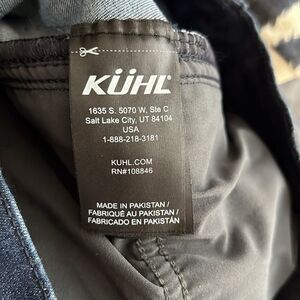 KÜHL
1635 S. 5070 W, Ste C
Salt Lake City, UT 84104
USA
1-888-218-3181
KUHL.COM
RN#108846
MADE IN PAKISTAN /
FABRIQUÉ AU PAKISTAN /
FABRICADO EN PAKISTÁN